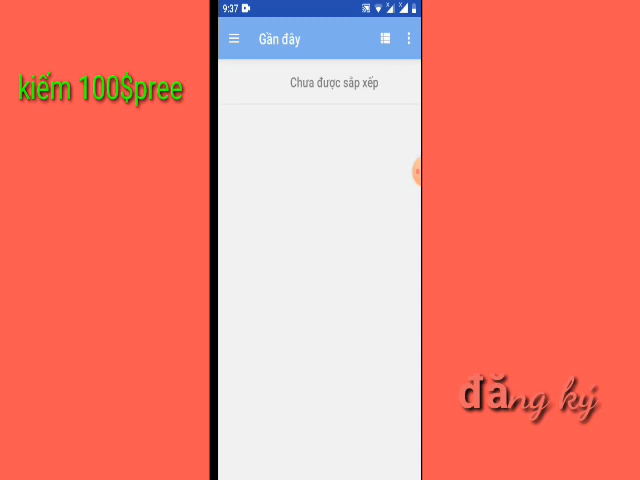 9:37
Gần đây
Chưa được sắp xếp
kiếm 100$pree
đăng ký